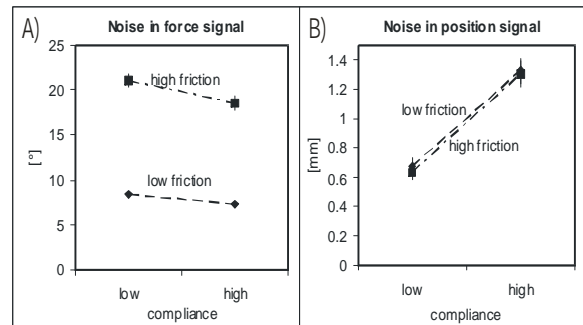 A)
Noise in force signal
25
20
15
10
5
0
[°]
high friction
low friction
low
high
compliance
B)
Noise in position signal
1.4
1.2
1
0.8
0.6
0.4
0.2
0
[mm]
low friction
high friction
low
high
compliance